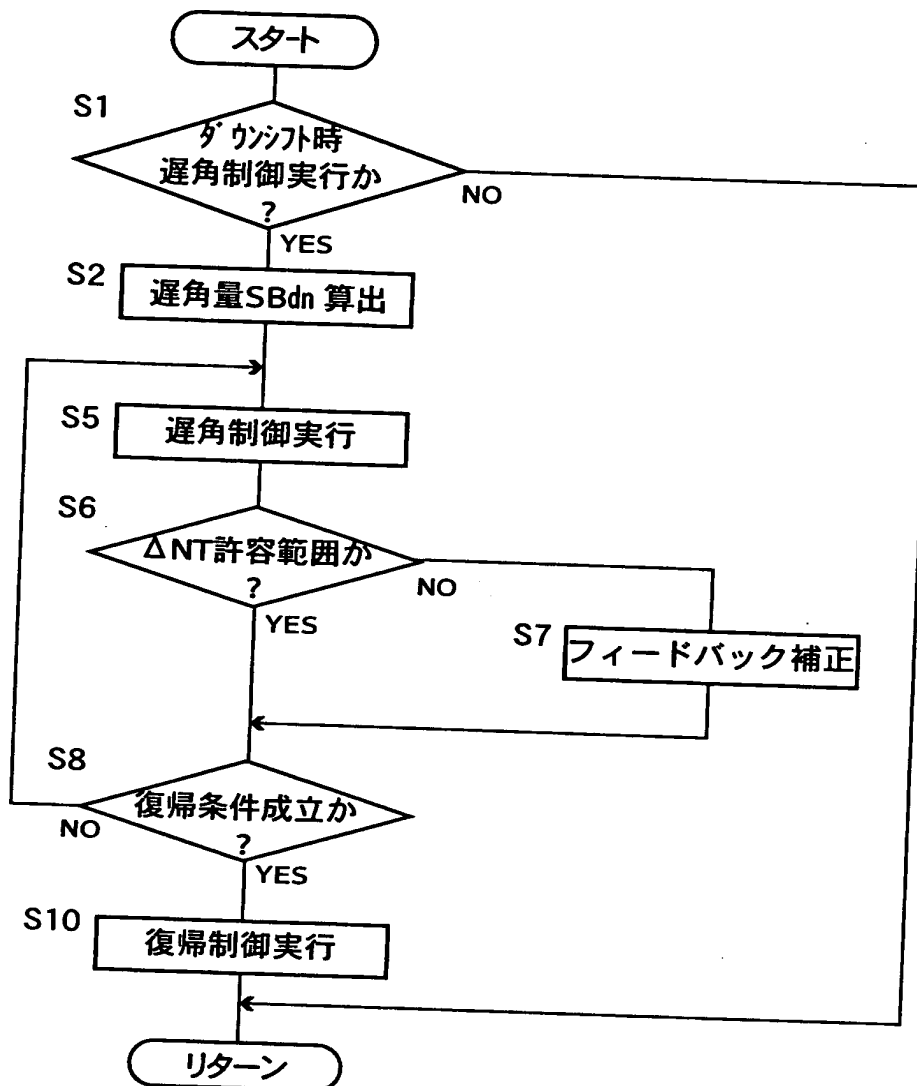 スタート
S1
ダウンシフト時
遅角制御実行か
?
NO
YES
S2
遅角量SBdn 算出
S5
遅角制御実行
S6
ΔNT許容範囲か
?
NO
YES
S7
フィードバック補正
S8
復帰条件成立か
?
NO
YES
S10
復帰制御実行
リターン